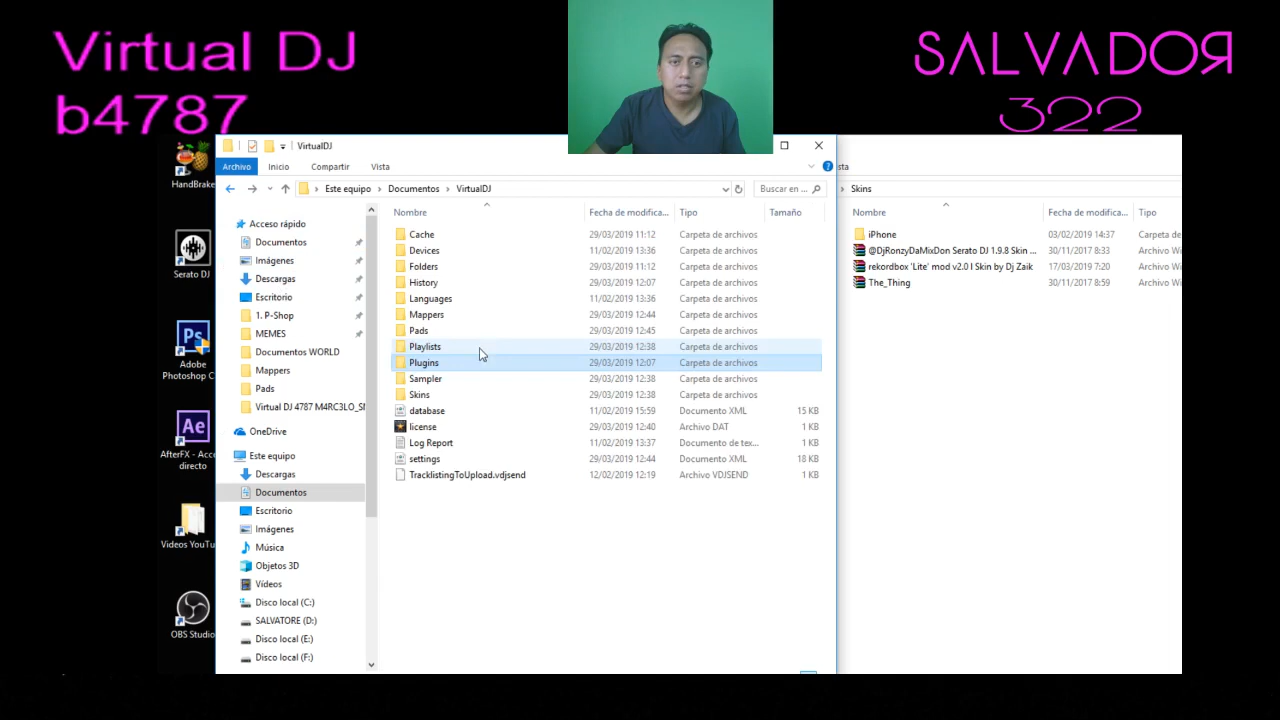 Virtual DJ
b4787
SALVADOR
322
HandBrake
Serato DJ
Adobe
Photoshop C
AfterFX - Acce
directo
Videos YouTu
OBS Studio
VirtualDJ
Archivo Inicio Compartir Vista
Este equipo > Documentos > VirtualDJ
Buscar en ...
Acceso rápido
Documentos
Imágenes
Descargas
Escritorio
1. P-Shop
MEMES
Documentos WORLD
Mappers
Pads
Virtual DJ 4787 M4RC3LO_SN
OneDrive
Este equipo
Descargas
Documentos
Escritorio
Imágenes
Música
Objetos 3D
Vídeos
Disco local (C:)
SALVATORE (D:)
Disco local (E:)
Disco local (F:)
Nombre Fecha de modifica... Tipo Tamaño
Cache 29/03/2019 11:12 Carpeta de archivos
Devices 11/02/2019 13:36 Carpeta de archivos
Folders 29/03/2019 11:12 Carpeta de archivos
History 29/03/2019 12:07 Carpeta de archivos
Languages 11/02/2019 13:36 Carpeta de archivos
Mappers 29/03/2019 12:44 Carpeta de archivos
Pads 29/03/2019 12:45 Carpeta de archivos
Playlists 29/03/2019 12:38 Carpeta de archivos
Plugins 29/03/2019 12:07 Carpeta de archivos
Sampler 29/03/2019 12:38 Carpeta de archivos
Skins 29/03/2019 12:38 Carpeta de archivos
database 11/02/2019 15:59 Documento XML 15 KB
license 29/03/2019 12:40 Archivo DAT 1 KB
Log Report 11/02/2019 13:37 Documento de tex... 1 KB
settings 29/03/2019 12:44 Documento XML 18 KB
TracklistingToUpload.vdjsend 12/02/2019 12:19 Archivo VDJSEND 1 KB
sta
> Skins
Nombre Fecha de modifica... Tipo
iPhone 03/02/2019 14:37 Carpeta de
@DjRonzyDaMixDon Serato DJ 1.9.8 Skin ... 30/11/2017 8:33 Archivo Wi
rekordbox 'Lite' mod v2.0 I Skin by Dj Zaik 17/03/2019 7:20 Archivo Wi
The_Thing 30/11/2017 8:59 Archivo Wi